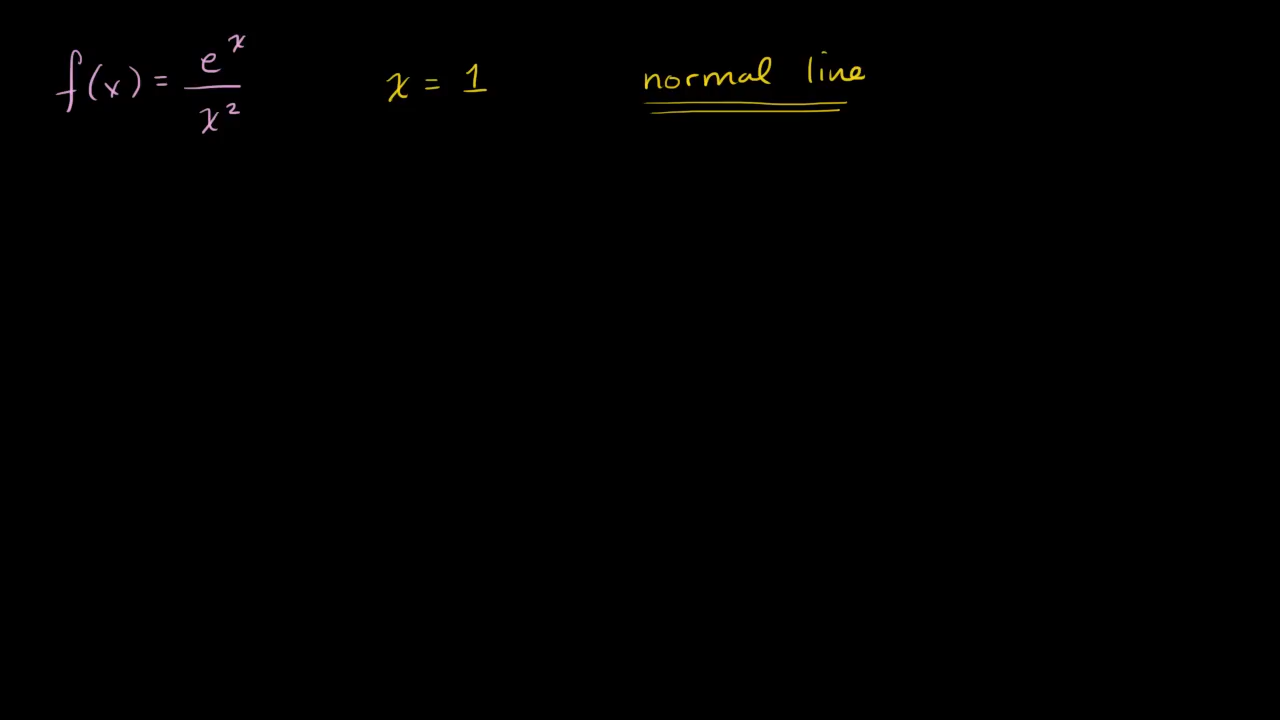 f(x) = e^x / x^2   x = 1   normal line